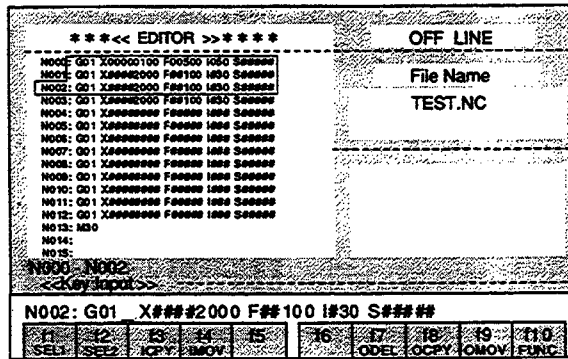 ***<< EDITOR >>****
OFF LINE
N000: G01 X00000100 F00500 I050 S#####
N001: G01 X####2000 F##100 I#30 S#####
N002: G01 X####2000 F##100 I#30 S#####
N003: G01 X####2000 F##100 I#30 S#####
N004: G01 X######## F##### I### S#####
N005: G01 X######## F##### I### S#####
N006: G01 X######## F##### I### S#####
N007: G01 X######## F##### I### S#####
N008: G01 X######## F##### I### S#####
N009: G01 X######## F##### I### S#####
N010: G01 X######## F##### I### S#####
N011: G01 X######## F##### I### S#####
N012: G01 X######## F##### I### S#####
N013: M30
N014:
N015:
File Name
TEST.NC
N000 - N002:
<<Key Input>>
N002: G01 _ X####2000 F##100 I#30 S#####
f1 f2 f3 f4 f5 f6 f7 f8 f9 f10
SEL1 SEL2 ICPY IMOV ODEL OCPY OMOV FUNC